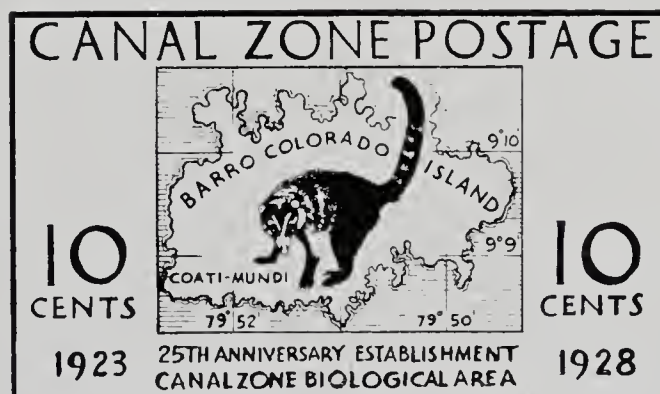 CANAL ZONE POSTAGE
BARRO COLORADO ISLAND
9°10'
9°9'
COATI-MUNDI
79° 52'
79° 50'
10
CENTS
1923
10
CENTS
1928
25TH ANNIVERSARY ESTABLISHMENT
CANAL ZONE BIOLOGICAL AREA